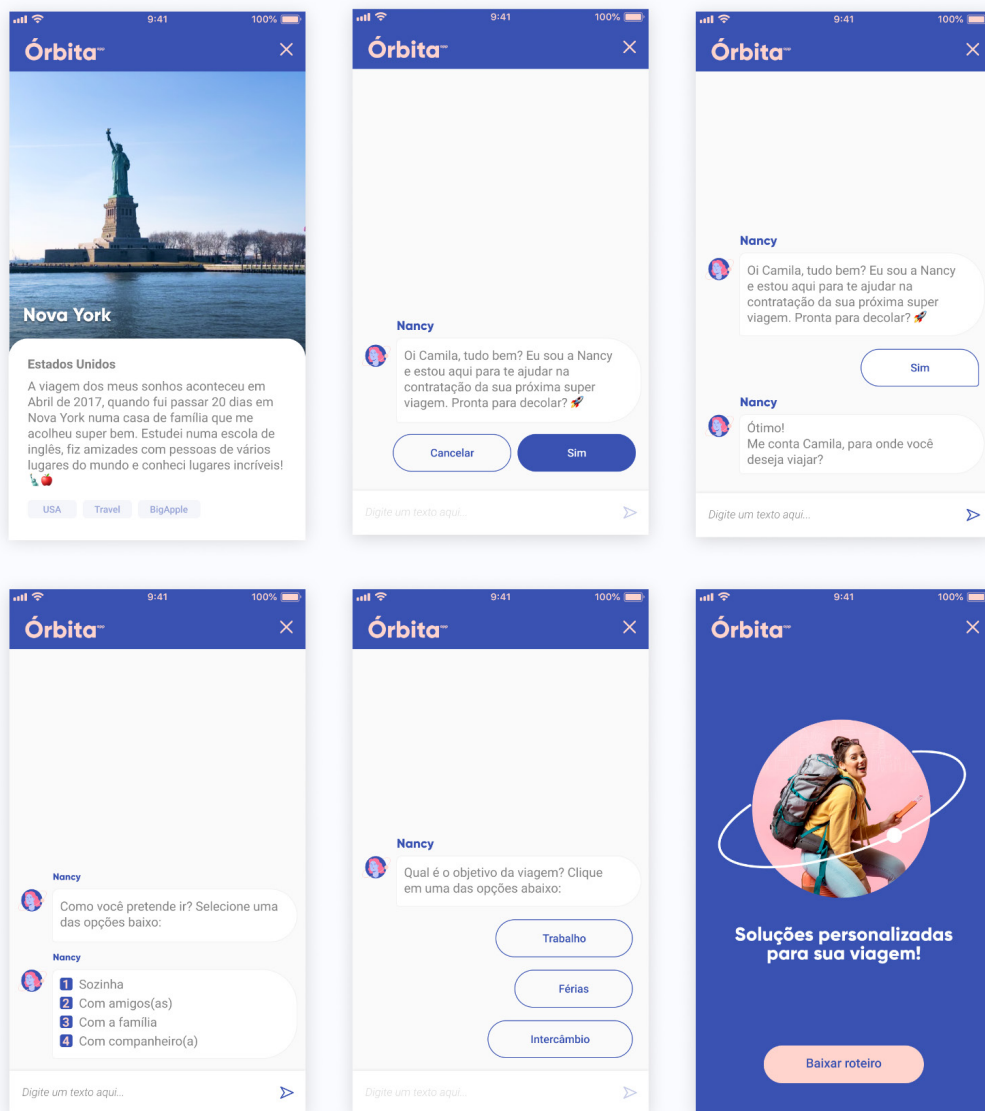 9:41
100%
Órbita
Nova York
Estados Unidos
A viagem dos meus sonhos aconteceu em
Abril de 2017, quando fui passar 20 dias em
Nova York numa casa de família que me
acolheu super bem. Estudei numa escola de
inglês, fiz amizades com pessoas de vários
lugares do mundo e conheci lugares incríveis!
🗽🍎
USA Travel BigApple
9:41
100%
Órbita
Nancy
Oi Camila, tudo bem? Eu sou a Nancy
e estou aqui para te ajudar na
contratação da sua próxima super
viagem. Pronta para decolar? 🚀
Cancelar Sim
Digite um texto aqui...
9:41
100%
Órbita
Nancy
Oi Camila, tudo bem? Eu sou a Nancy
e estou aqui para te ajudar na
contratação da sua próxima super
viagem. Pronta para decolar? 🚀
Sim
Nancy
Ótimo!
Me conta Camila, para onde você
deseja viajar?
Digite um texto aqui...
9:41
100%
Órbita
Nancy
Como você pretende ir? Selecione uma
das opções baixo:
Nancy
1 Sozinha
2 Com amigos(as)
3 Com a família
4 Com companheiro(a)
Digite um texto aqui...
9:41
100%
Órbita
Nancy
Qual é o objetivo da viagem? Clique
em uma das opções abaixo:
Trabalho
Férias
Intercâmbio
Digite um texto aqui...
9:41
100%
Órbita
Soluções personalizadas
para sua viagem!
Baixar roteiro